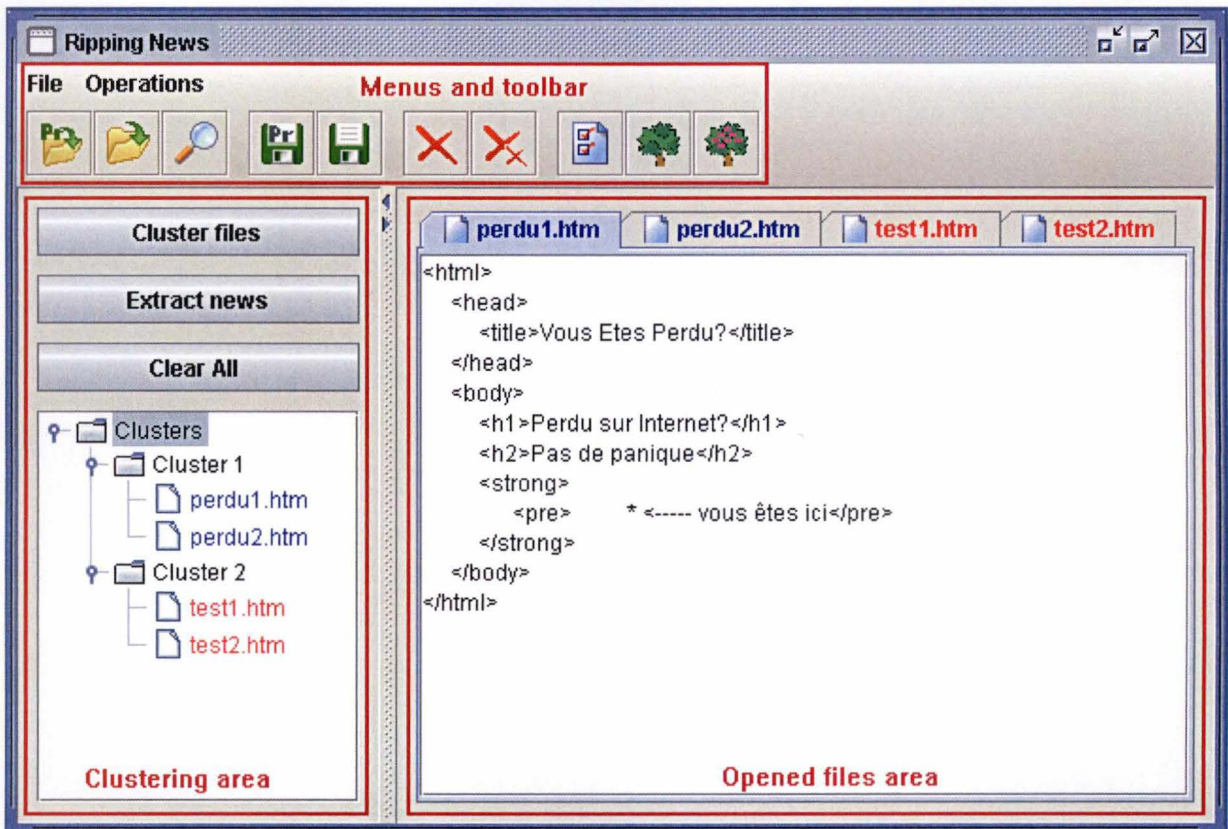 Ripping News
File Operations Menus and toolbar
Pr Pr
Cluster files
Extract news
Clear All
Clusters
Cluster 1
perdu1.htm
perdu2.htm
Cluster 2
test1.htm
test2.htm
Clustering area
perdu1.htm perdu2.htm test1.htm test2.htm
<html>
<head>
<title>Vous Etes Perdu?</title>
</head>
<body>
<h1>Perdu sur Internet?</h1>
<h2>Pas de panique</h2>
<strong>
<pre> * <----- vous êtes ici</pre>
</strong>
</body>
</html>
Opened files area